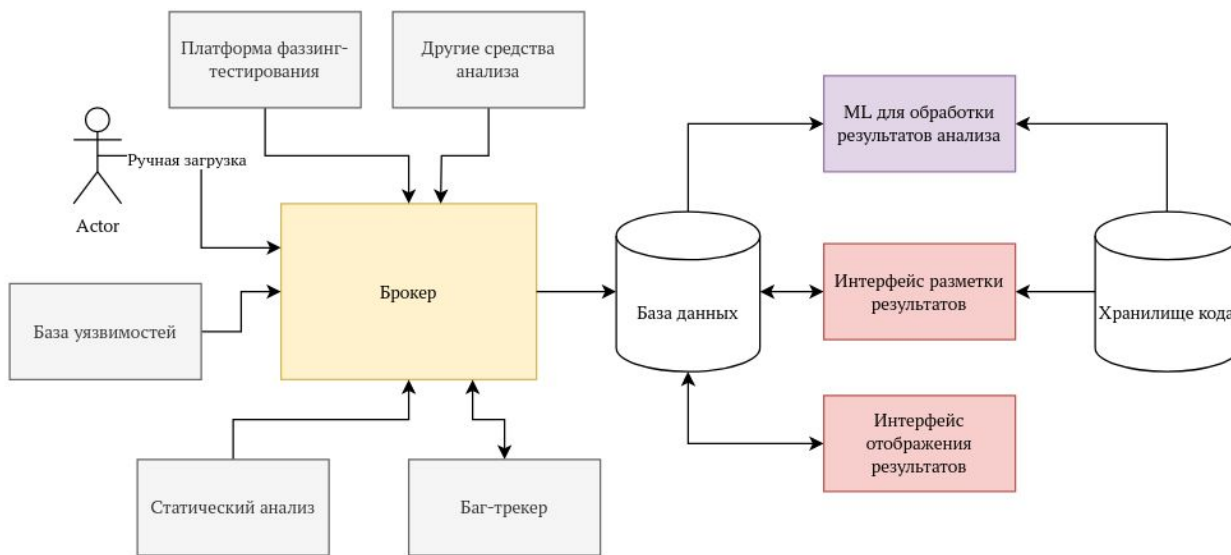 Платформа фаззинг-
тестирования
Другие средства
анализа
ML для обработки
результатов анализа
Ручная загрузка
Actor
Брокер
База данных
Интерфейс разметки
результатов
Хранилище кода
База уязвимостей
Интерфейс
отображения
результатов
Статический анализ
Баг-трекер